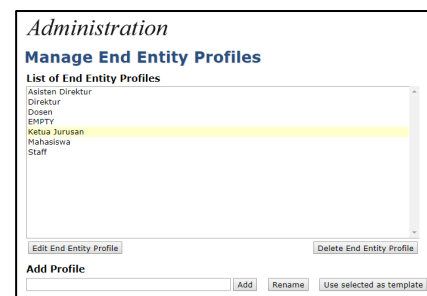 Administration
Manage End Entity Profiles
List of End Entity Profiles
Asisten Direktur
Direktur
Dosen
EMPTY
Ketua Jurusan
Mahasiswa
Staff
Edit End Entity Profile Delete End Entity Profile
Add Profile
Add Rename Use selected as template